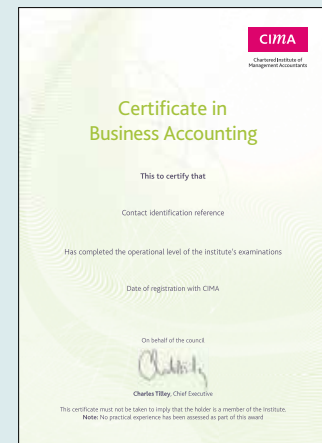 CIMA
Chartered Institute of
Management Accountants
Certificate in
Business Accounting
This to certify that
Contact identification reference
Has completed the operational level of the institute's examinations
Date of registration with CIMA
On behalf of the council
Charles Tilley, Chief Executive
This certificate must not be taken to imply that the holder is a member of the Institute.
Note: No practical experience has been assessed as part of this award